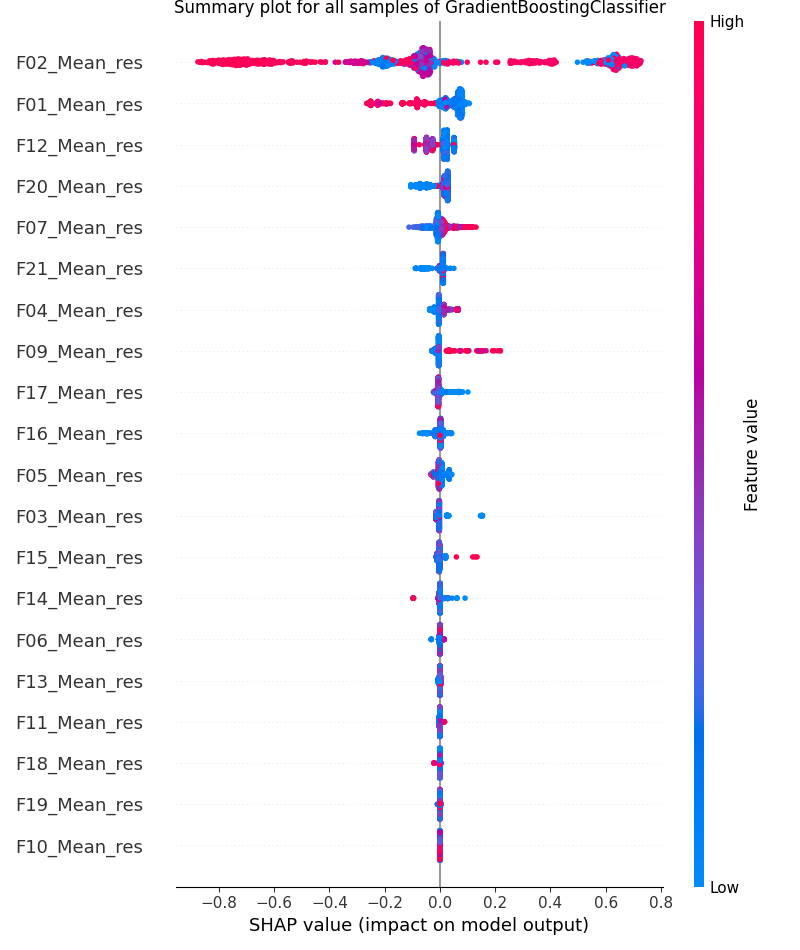 Summary plot for all samples of GradientBoostingClassifier
High
F02_Mean_res
F01_Mean_res
F12_Mean_res
F20_Mean_res
F07_Mean_res
F21_Mean_res
F04_Mean_res
F09_Mean_res
F17_Mean_res
F16_Mean_res
F05_Mean_res
F03_Mean_res
F15_Mean_res
F14_Mean_res
F06_Mean_res
F13_Mean_res
F11_Mean_res
F18_Mean_res
F19_Mean_res
F10_Mean_res
Feature value
Low
−0.8 −0.6 −0.4 −0.2 0.0 0.2 0.4 0.6 0.8
SHAP value (impact on model output)